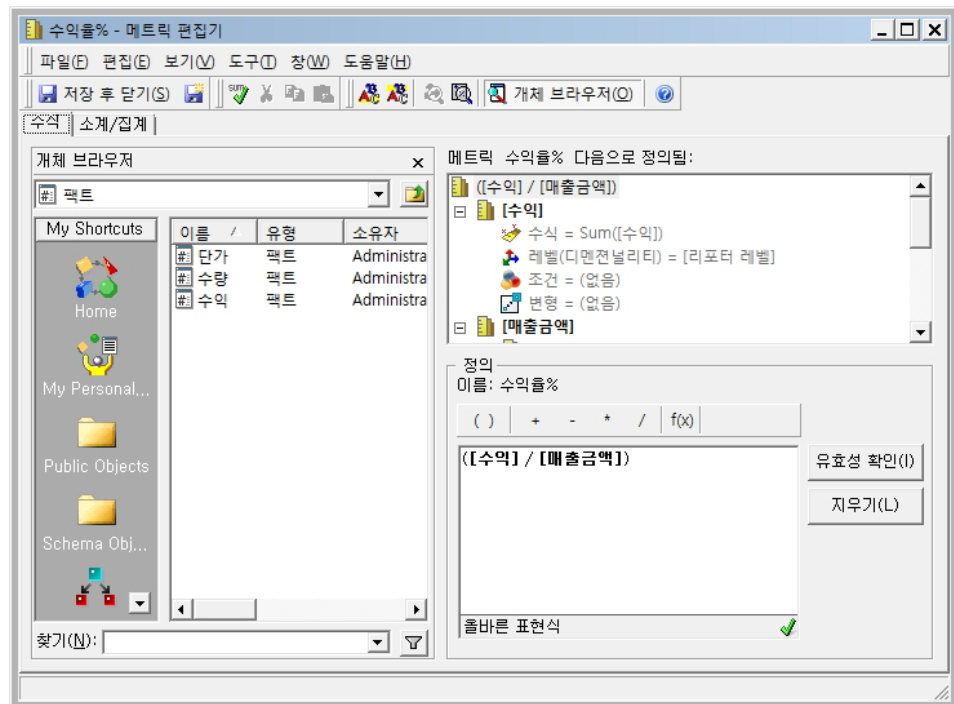 수익율% - 메트릭 편집기
파일(F) 편집(E) 보기(V) 도구(T) 창(W) 도움말(H)
저장 후 닫기(S) sum 개체 브라우저(O)
수식 소계/집계
개체 브라우저
팩트
My Shortcuts
Home
My Personal,,,
Public Objects
Schema Obj,,,
이름 유형 소유자
단가 팩트 Administra
수량 팩트 Administra
수익 팩트 Administra
찾기(N):
메트릭 수익율% 다음으로 정의됨:
([수익] / [매출금액])
[수익]
수식 = Sum([수익])
레벨(디멘젼널리티) = [리포터 레벨]
조건 = (없음)
변형 = (없음)
[매출금액]
정의
이름: 수익율%
( ) + - * / f(x)
([수익] / [매출금액])
올바른 표현식
유효성 확인(I)
지우기(L)